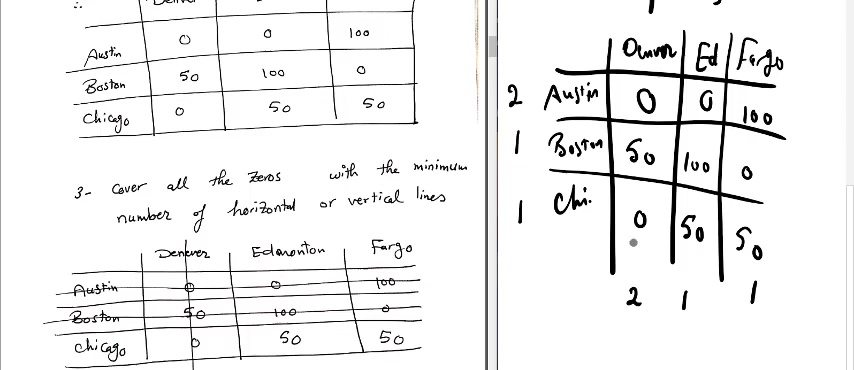 ∴ Denver
Austin 0 0 100
Boston 50 100 0
Chicago 0 50 50
3- Cover all the zeros with the minimum
number of horizontal or vertical lines
Denever Edmonton Fargo
Austin 0 0 100
Boston 50 100 0
Chicago 0 50 50
Denver Ed Fargo
2 Austin 0 0 100
1 Boston 50 100 0
1 Chi. 0 50 50
2 1 1